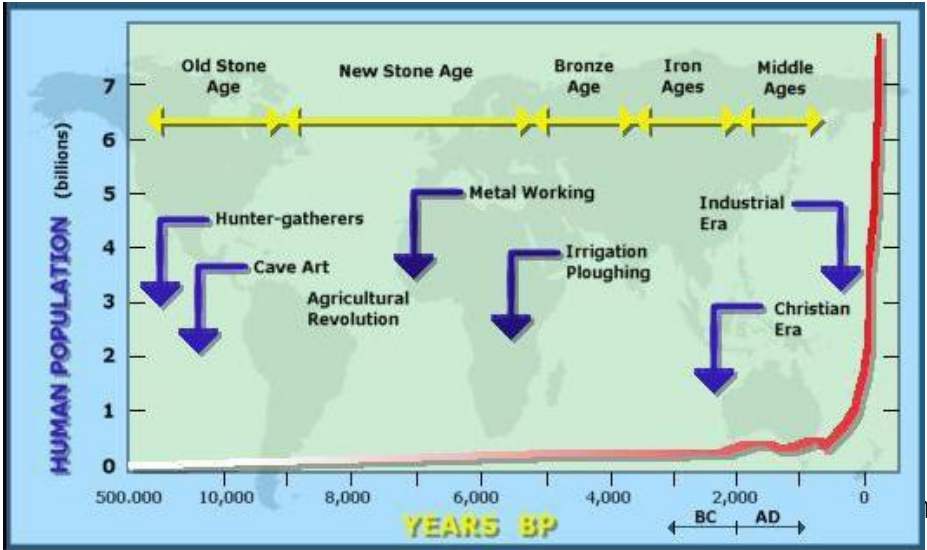 Old Stone
Age
New Stone Age
Bronze
Age
Iron
Ages
Middle
Ages
HUMAN POPULATION (billions)
7
6
5
4
3
2
1
0
Metal Working
Hunter-gatherers
Industrial
Era
Cave Art
Irrigation
Ploughing
Agricultural
Revolution
Christian
Era
500.000 10,000 8,000 6,000 4,000 2,000 0
YEARS BP
BC AD